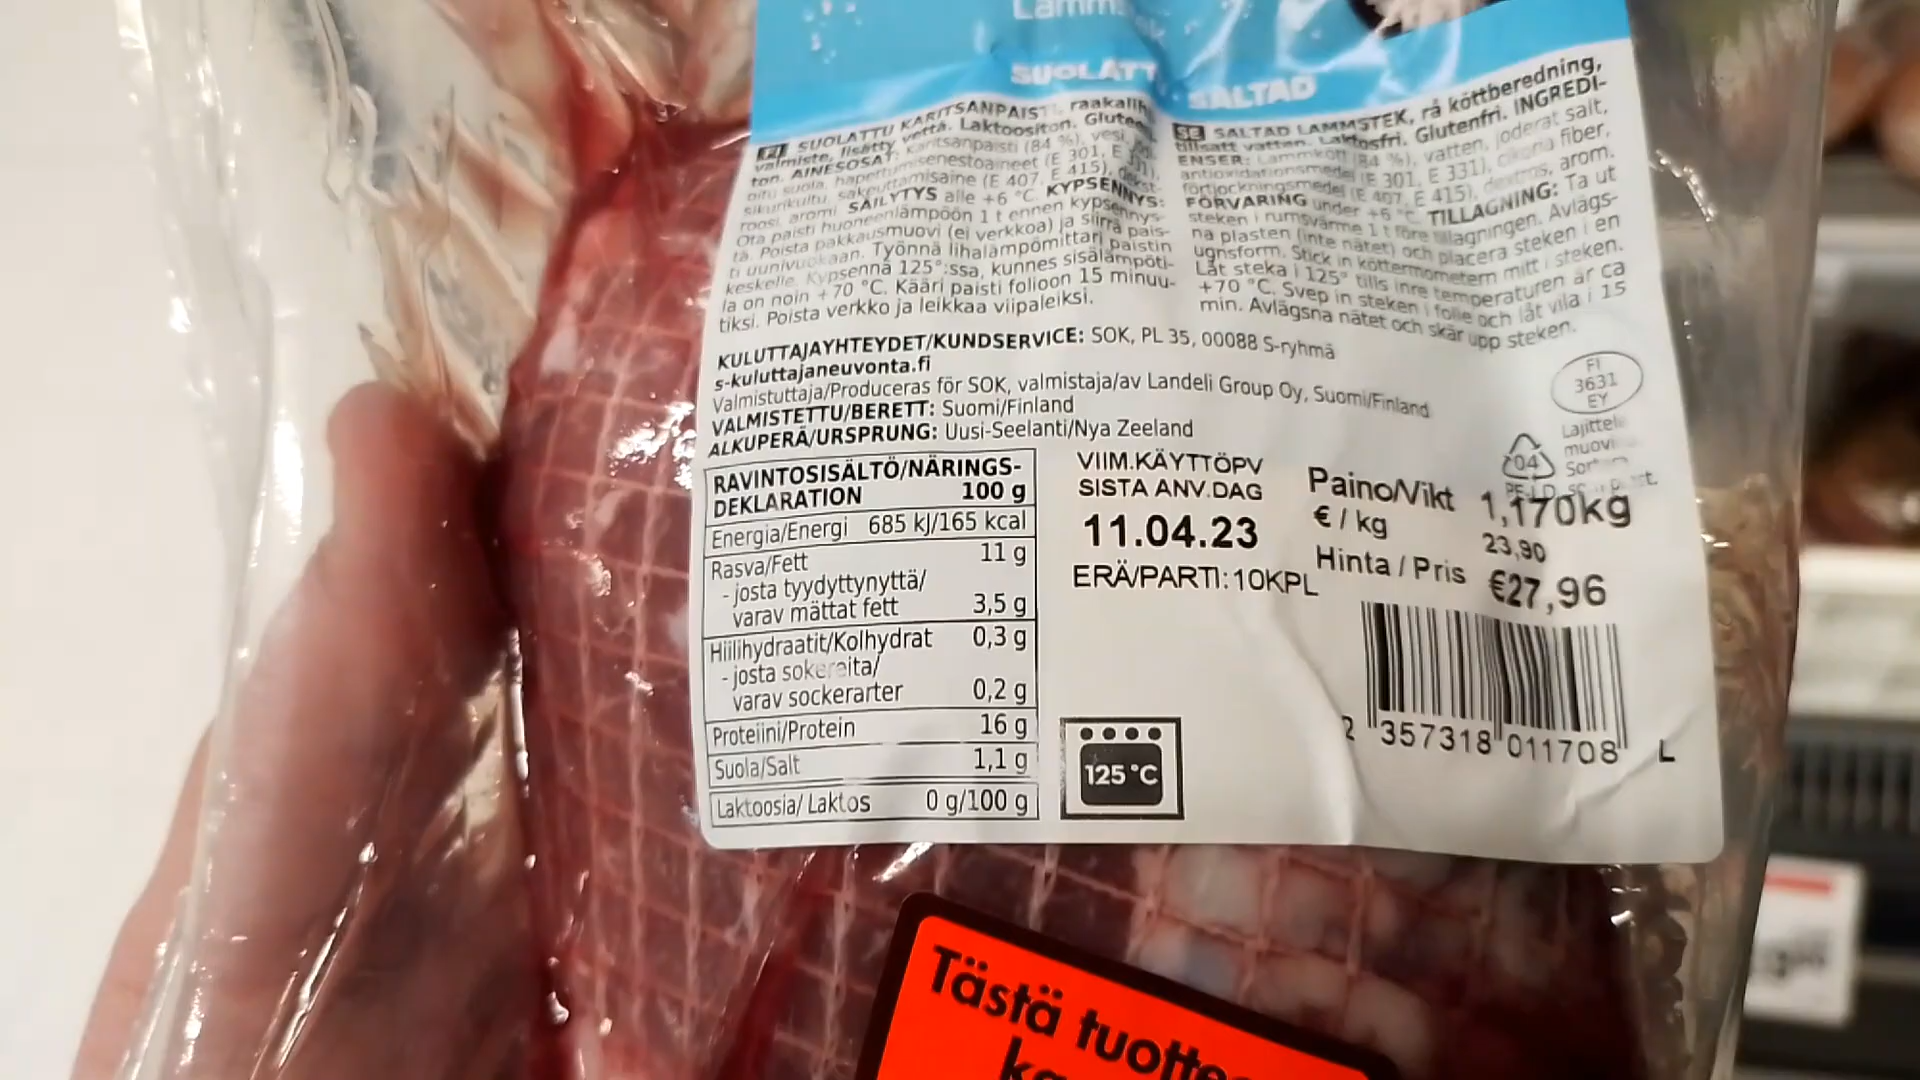 Lamm
SUOLATT
SALTAD
FI SUOLATTU KARITSANPAISTI, raakaliha-
valmiste, lisätty vettä. Laktoositon. Glutee-
ton. AINESOSAT: Karitsanpaisti (84 %), vesi, jodi-
oitu suola, hapettumisenestoaineet (E 301, E 331),
sikurikuitu, sakeuttamisaine (E 407, E 415), dekst-
roosi, aromi. SÄILYTYS alle +6 °C. KYPSENNYS:
Ota paisti huoneenlämpöön 1 t ennen kypsennys-
tä. Poista pakkausmuovi (ei verkkoa) ja siirrä pais-
ti uunivuokaan. Työnnä lihalämpömittari paistin
keskelle. Kypsennä 125°:ssa, kunnes sisälämpöti-
la on noin +70 °C. Kääri paisti folioon 15 minuu-
tiksi. Poista verkko ja leikkaa viipaleiksi.
SE SALTAD LAMMSTEK, rå köttberedning,
tillsatt vatten. Laktosfri. Glutenfri. INGREDI-
ENSER: Lammkött (84 %), vatten, joderat salt,
antioxidationsmedel (E 301, E 331), cikoria fiber,
förtjockningsmedel (E 407, E 415), dextros, arom.
FÖRVARING under +6 °C. TILLAGNING: Ta ut
steken i rumsvärme 1 t före tillagningen. Avlägs-
na plasten (inte nätet) och placera steken i en
ugnsform. Stick in köttermometern mitt i steken.
Låt steka i 125° tills inre temperaturen är ca
+70 °C. Svep in steken i folie och låt vila i 15
min. Avlägsna nätet och skär upp steken.
KULUTTAJAYHTEYDET/KUNDSERVICE: SOK, PL 35, 00088 S-ryhmä
s-kuluttajaneuvonta.fi
Valmistuttaja/Produceras för SOK, valmistaja/av Landeli Group Oy, Suomi/Finland
VALMISTETTU/BERETT: Suomi/Finland
ALKUPERÄ/URSPRUNG: Uusi-Seelanti/Nya Zeeland
FI
3631
EY
Lajittele
muovi
04
PE-LD
RAVINTOSISÄLTÖ/NÄRINGS-
DEKLARATION 100 g
Energia/Energi 685 kJ/165 kcal
Rasva/Fett 11 g
- josta tyydyttynyttä/
varav mättat fett 3,5 g
Hiilihydraatit/Kolhydrat 0,3 g
- josta sokereita/
varav sockerarter 0,2 g
Proteiini/Protein 16 g
Suola/Salt 1,1 g
Laktoosia/ Laktos 0 g/100 g
VIIM.KÄYTTÖPV
SISTA ANV.DAG
11.04.23
ERÄ/PARTI:10KPL
Paino/Vikt 1,170kg
€ / kg 23,90
Hinta / Pris €27,96
125 °C
2 357318 011708 L
Tästä tuotte
ka